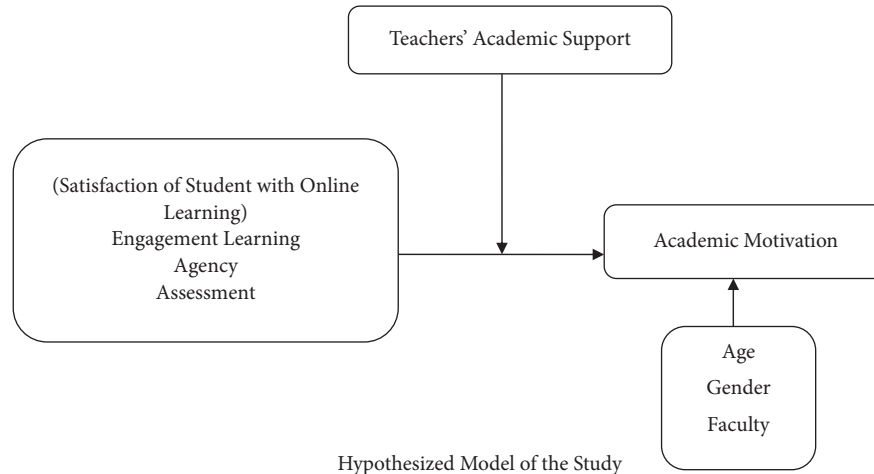 Teachers’ Academic Support
(Satisfaction of Student with Online
Learning)
Engagement Learning
Agency
Assessment
Academic Motivation
Age
Gender
Faculty
Hypothesized Model of the Study